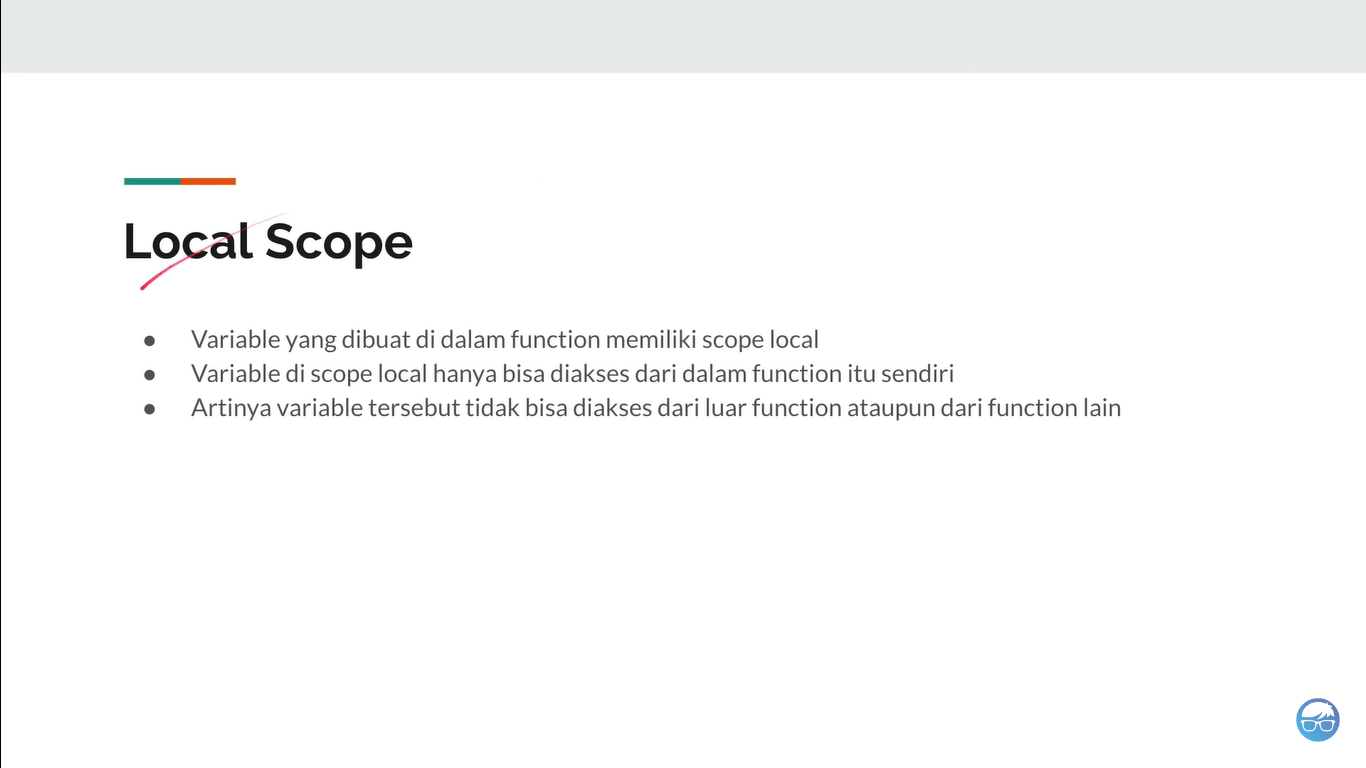 Local Scope
● Variable yang dibuat di dalam function memiliki scope local
● Variable di scope local hanya bisa diakses dari dalam function itu sendiri
● Artinya variable tersebut tidak bisa diakses dari luar function ataupun dari function lain